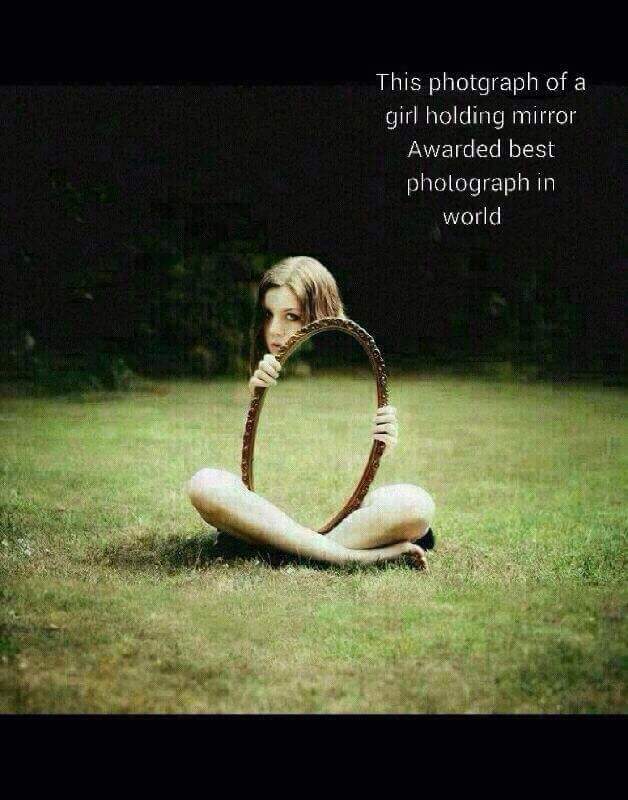 This photgraph of a
girl holding mirror
Awarded best
photograph in
world